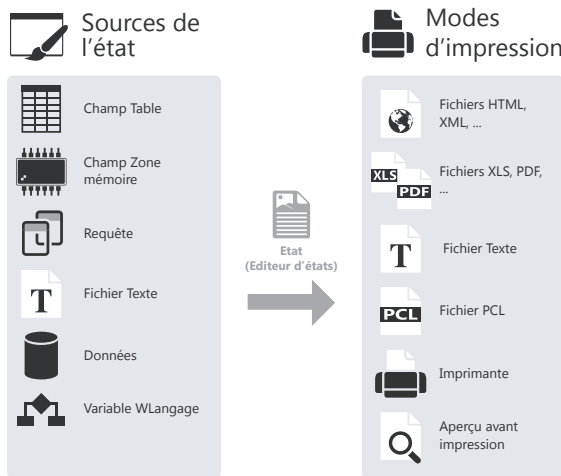 Sources de
l'état
Champ Table
Champ Zone
mémoire
Requête
T
Fichier Texte
Données
Variable WLangage
Etat
(Editeur d'états)
Modes
d'impression
Fichiers HTML,
XML, ...
XLS
PDF
Fichiers XLS, PDF,
...
T
Fichier Texte
PCL
Fichier PCL
Imprimante
Aperçu avant
impression